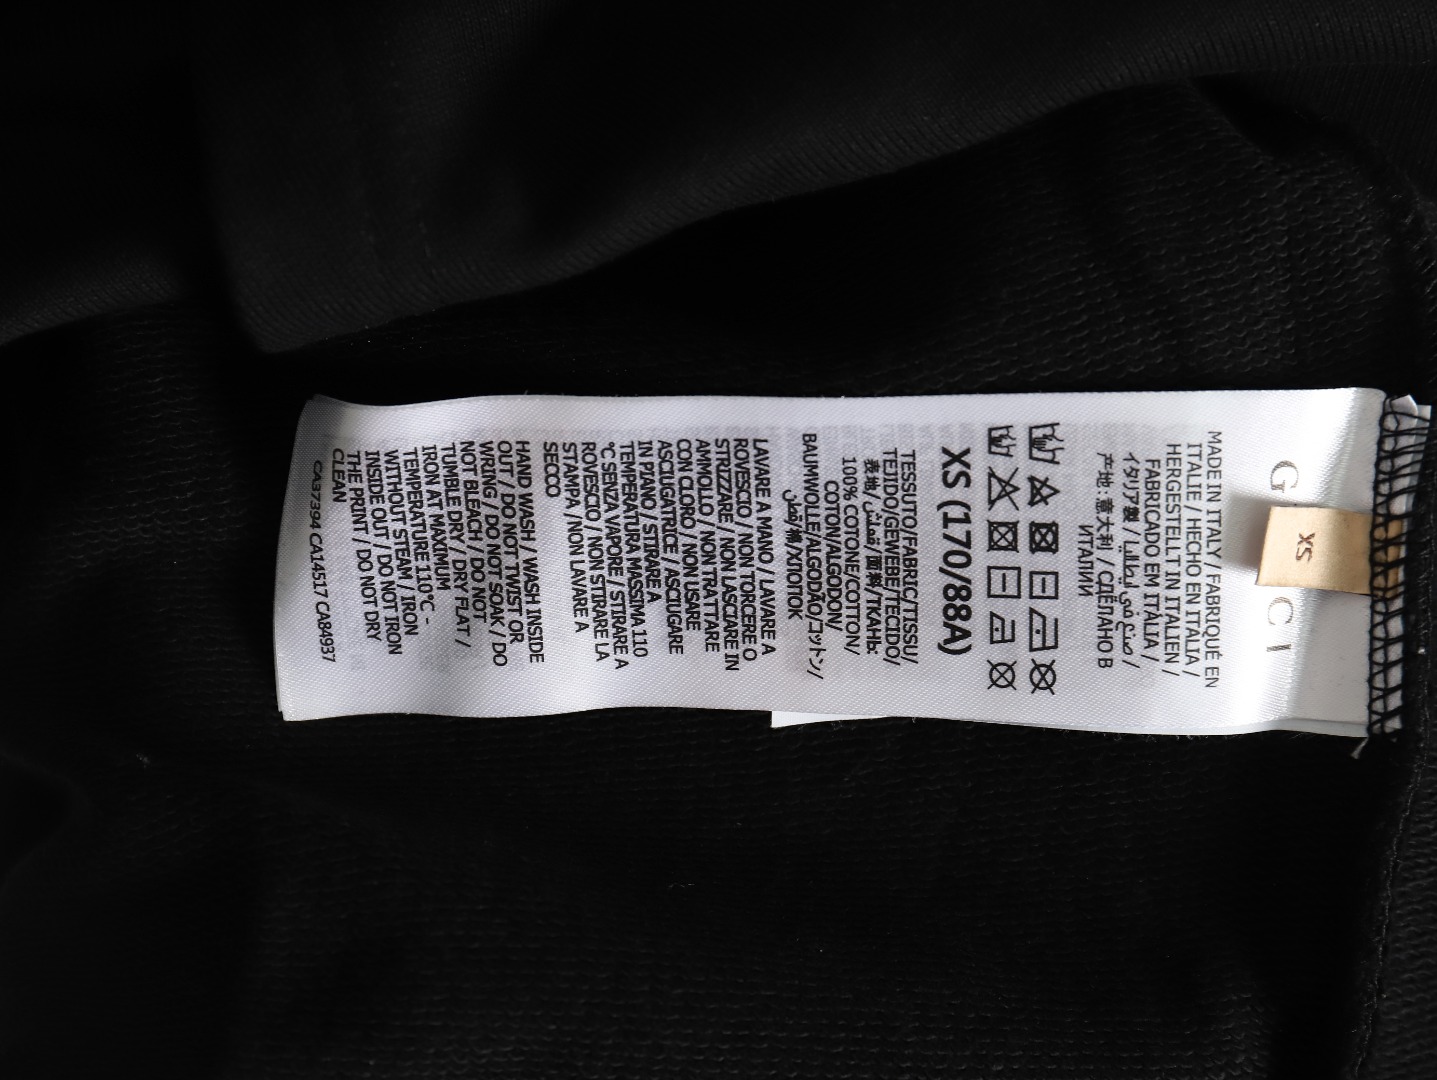 GUCCI
XS
MADE IN ITALY / FABRIQUÉ EN
ITALIE / HECHO EN ITALIA /
HERGESTELLT IN ITALIEN /
FABRICADO EM ITÁLIA /
イタリア製 / صنع في إيطاليا /
产地:意大利 / СДЕЛАНО В
ИТАЛИИ
XS (170/88A)
TESSUTO/FABRIC/TISSU/
TEJIDO/GEWEBE/TECIDO/
表地/قماش/面料/ТКАНЬ:
100% COTONE/COTTON/
COTON/ALGODON/
BAUMWOLLE/ALGODÃO/コットン/
قطن/棉/ХЛОПОК
LAVARE A MANO / LAVARE A
ROVESCIO / NON TORCERE O
STRIZZARE / NON LASCIARE IN
AMMOLLO / NON TRATTARE
CON CLORO / NON USARE
ASCIUGATRICE / ASCIUGARE
IN PIANO / STIRARE A
TEMPERATURA MASSIMA 110
°C SENZA VAPORE / STIRARE A
ROVESCIO / NON STIRARE LA
STAMPA / NON LAVARE A
SECCO
HAND WASH / WASH INSIDE
OUT / DO NOT TWIST OR
WRING / DO NOT SOAK / DO
NOT BLEACH / DO NOT
TUMBLE DRY / DRY FLAT /
IRON AT MAXIMUM
TEMPERATURE 110°C -
WITHOUT STEAM / IRON
INSIDE OUT / DO NOT IRON
THE PRINT / DO NOT DRY
CLEAN
CA37394 CA14517 CA84937